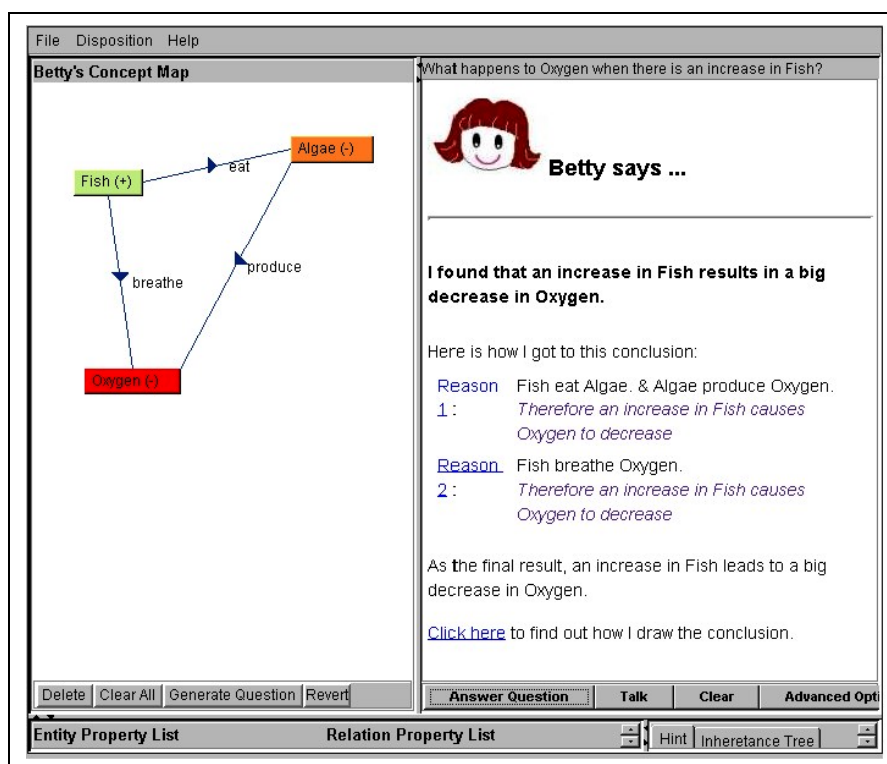 File Disposition Help
Betty's Concept Map
Algae (-)
eat
Fish (+)
produce
breathe
Oxygen (-)
Delete Clear All Generate Question Revert
What happens to Oxygen when there is an increase in Fish?
Betty says ...
I found that an increase in Fish results in a big
decrease in Oxygen.
Here is how I got to this conclusion:
Reason Fish eat Algae. & Algae produce Oxygen.
1 : Therefore an increase in Fish causes
Oxygen to decrease
Reason Fish breathe Oxygen.
2 : Therefore an increase in Fish causes
Oxygen to decrease
As the final result, an increase in Fish leads to a big
decrease in Oxygen.
Click here to find out how I draw the conclusion.
Answer Question Talk Clear Advanced Opti
Entity Property List Relation Property List Hint Inheretance Tree